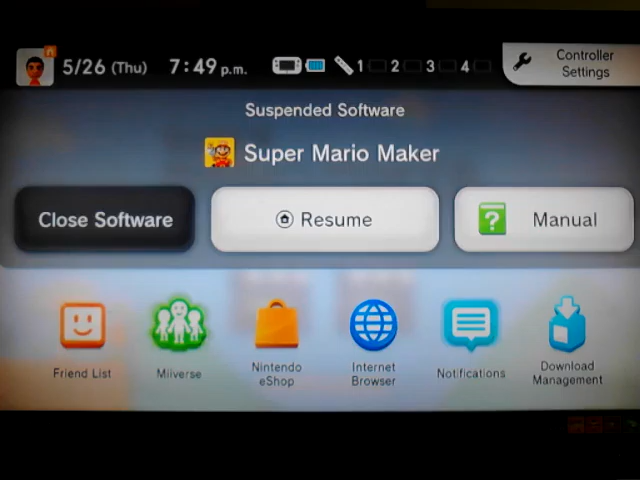 5/26 (Thu) 7:49 p.m. 1 2 3 4 Controller
Settings
Suspended Software
Super Mario Maker
Close Software Resume ? Manual
Friend List Miiverse Nintendo
eShop Internet
Browser Notifications Download
Management